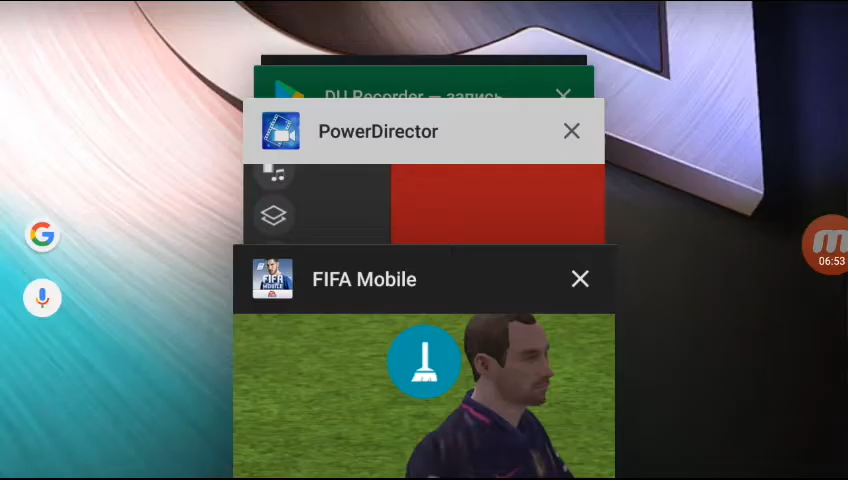 DU Recorder — запись
PowerDirector
FIFA Mobile
FIFA
MOBILE
06:53